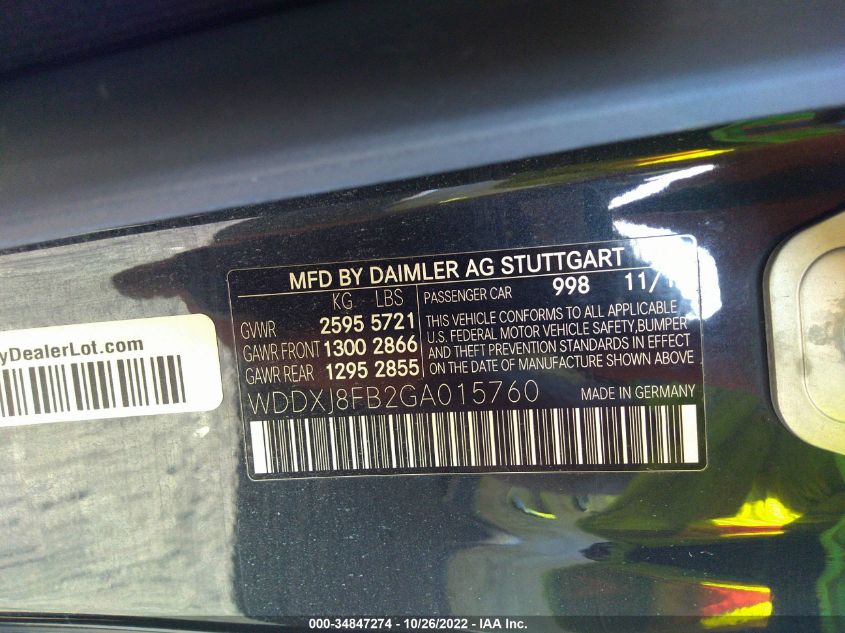 MFD BY DAIMLER AG STUTTGART
KG LBS
GVWR 2595 5721
GAWR FRONT 1300 2866
GAWR REAR 1295 2855
PASSENGER CAR 998 11/1
THIS VEHICLE CONFORMS TO ALL APPLICABLE
U.S. FEDERAL MOTOR VEHICLE SAFETY,BUMPER
AND THEFT PREVENTION STANDARDS IN EFFECT
ON THE DATE OF MANUFACTURE SHOWN ABOVE
WDDXJ8FB2GA015760 MADE IN GERMANY
yDealerLot.com
000-34847274 / 10/26/2022 - IAA Inc.